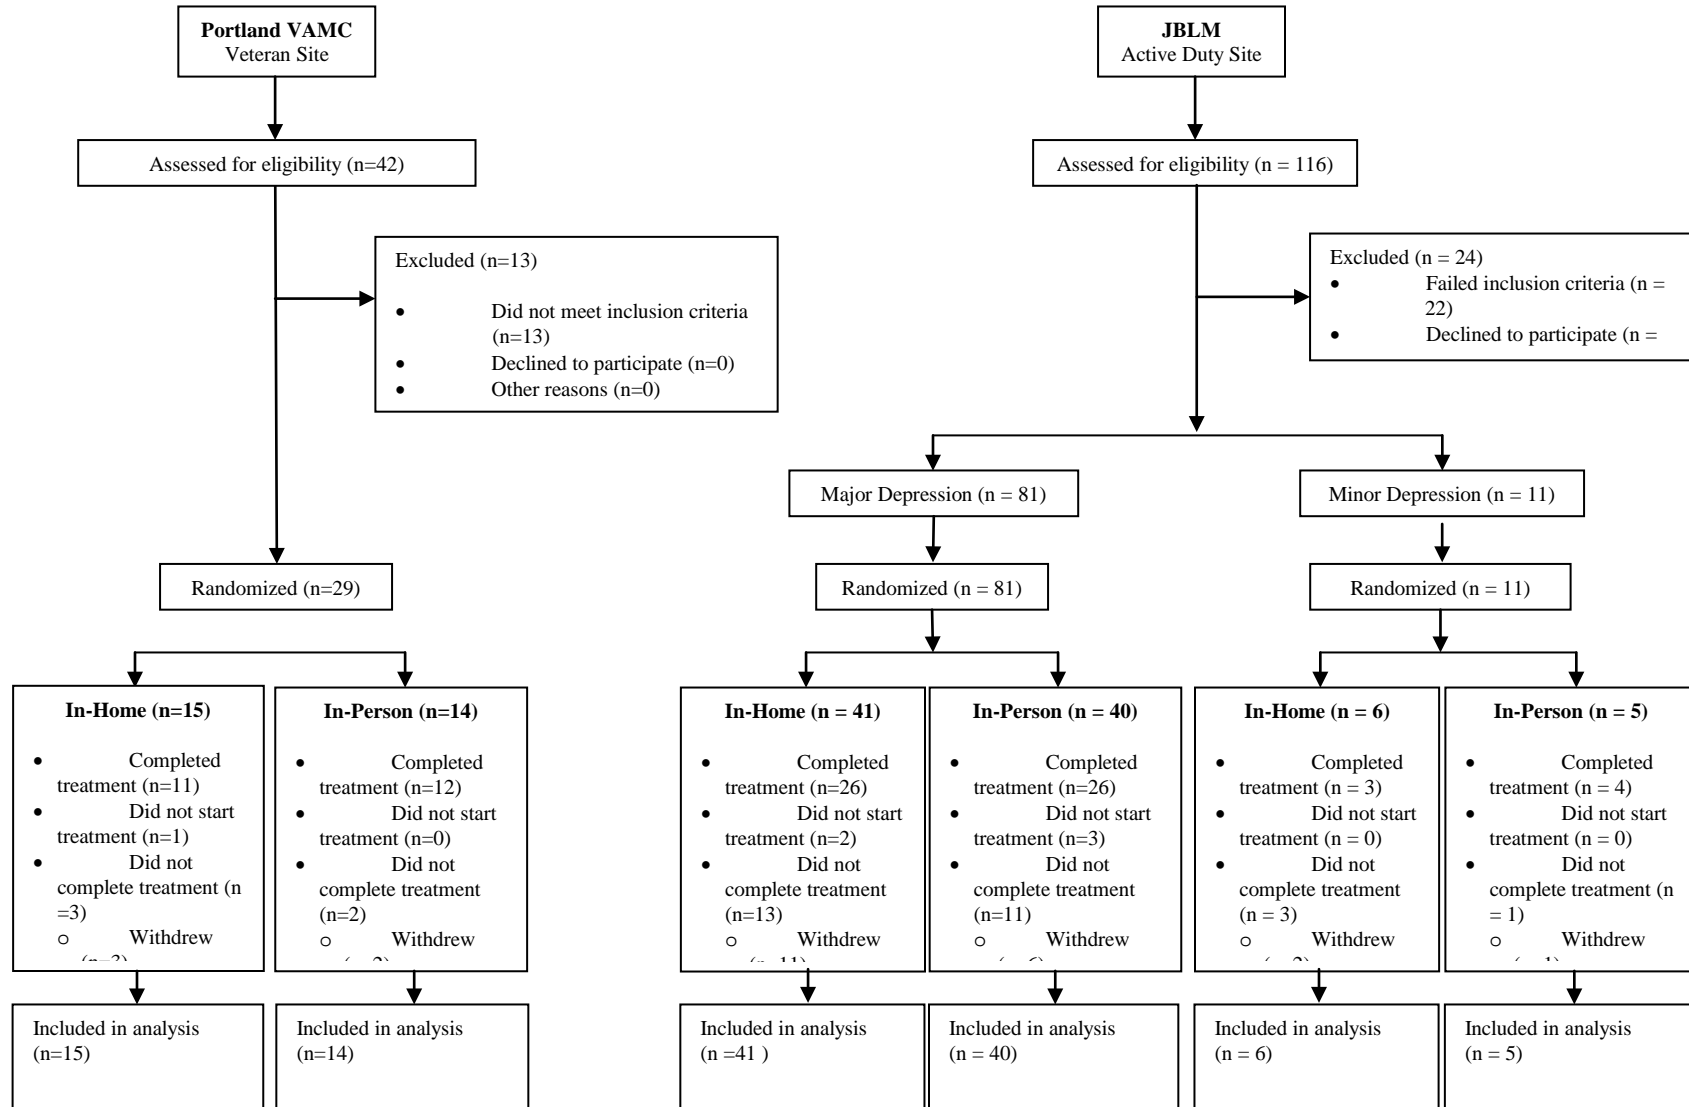 Portland VAMC
Veteran Site
JBLM
Active Duty Site
Assessed for eligibility (n=42)
Assessed for eligibility (n = 116)
Excluded (n=13)
• Did not meet inclusion criteria
(n=13)
• Declined to participate (n=0)
• Other reasons (n=0)
Excluded (n = 24)
• Failed inclusion criteria (n =
22)
• Declined to participate (n =
Major Depression (n = 81)
Minor Depression (n = 11)
Randomized (n=29)
Randomized (n = 81)
Randomized (n = 11)
In-Home (n=15)
• Completed
treatment (n=11)
• Did not start
treatment (n=1)
• Did not
complete treatment (n
=3)
o Withdrew
(n=3)
In-Person (n=14)
• Completed
treatment (n=12)
• Did not start
treatment (n=0)
• Did not
complete treatment
(n=2)
o Withdrew
In-Home (n = 41)
• Completed
treatment (n=26)
• Did not start
treatment (n=2)
• Did not
complete treatment
(n=13)
o Withdrew
(n=11)
In-Person (n = 40)
• Completed
treatment (n=26)
• Did not start
treatment (n=3)
• Did not
complete treatment
(n=11)
o Withdrew
In-Home (n = 6)
• Completed
treatment (n = 3)
• Did not start
treatment (n = 0)
• Did not
complete treatment
(n = 3)
o Withdrew
In-Person (n = 5)
• Completed
treatment (n = 4)
• Did not start
treatment (n = 0)
• Did not
complete treatment (n
= 1)
o Withdrew
Included in analysis
(n=15)
Included in analysis
(n=14)
Included in analysis
(n =41 )
Included in analysis
(n = 40)
Included in analysis
(n = 6)
Included in analysis
(n = 5)